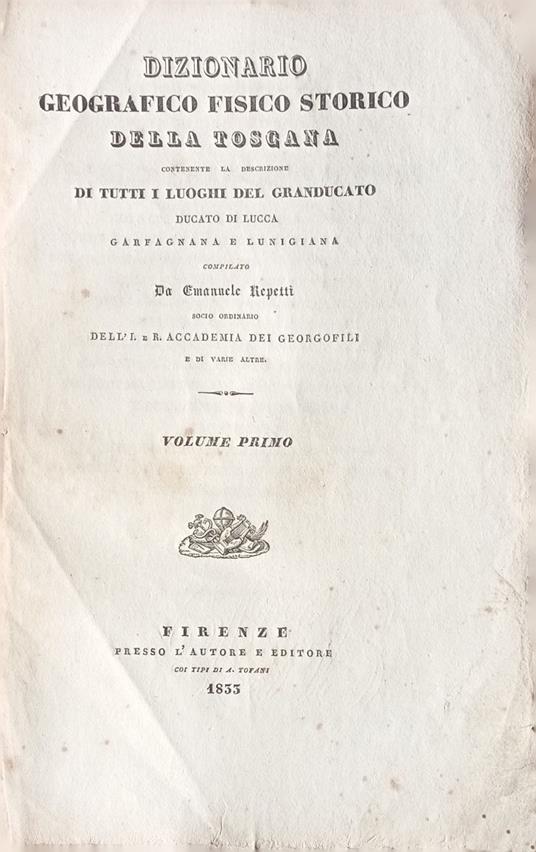 DIZIONARIO
GEOGRAFICO FISICO STORICO
DELLA TOSCANA
CONTENENTE LA DESCRIZIONE
DI TUTTI I LUOGHI DEL GRANDUCATO
DUCATO DI LUCCA
GARFAGNANA E LUNIGIANA
COMPILATO
Da Emanuele Repetti
SOCIO ORDINARIO
DELL'I. E R. ACCADEMIA DEI GEORGOFILI
E DI VARIE ALTRE.
VOLUME PRIMO
FIRENZE
PRESSO L'AUTORE E EDITORE
COI TIPI DI A. TOFANI
1833